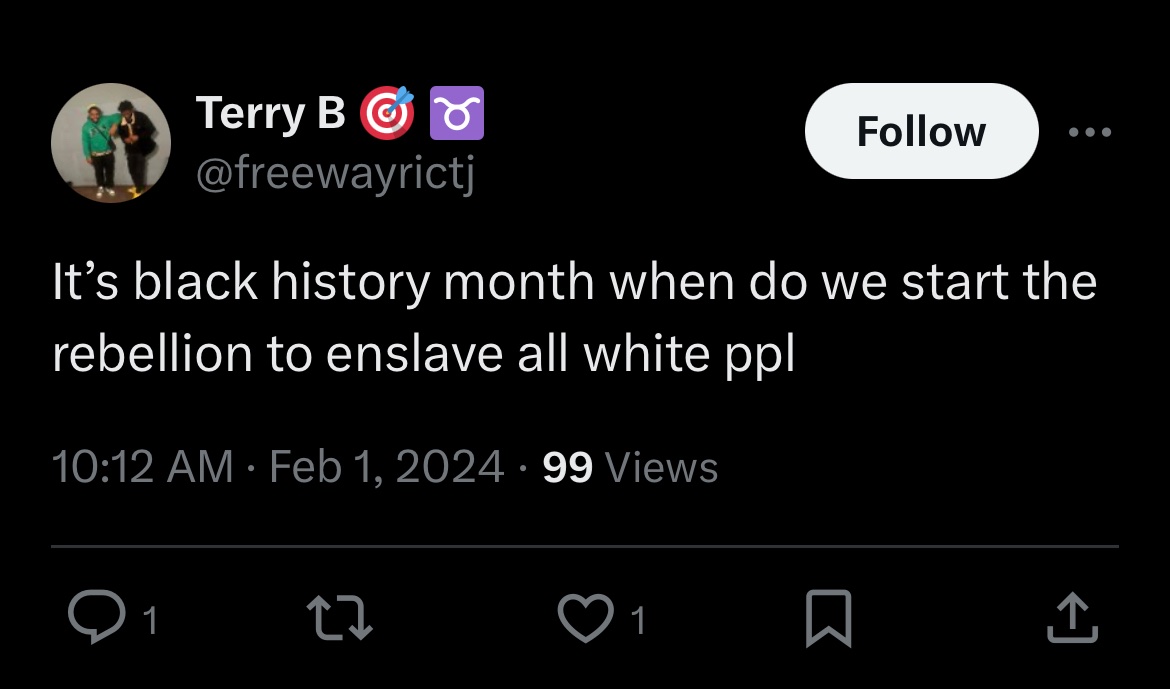 Terry B 🎯 ♉
@freewayrictj
Follow
It’s black history month when do we start the
rebellion to enslave all white ppl
10:12 AM · Feb 1, 2024 · 99 Views
1
1